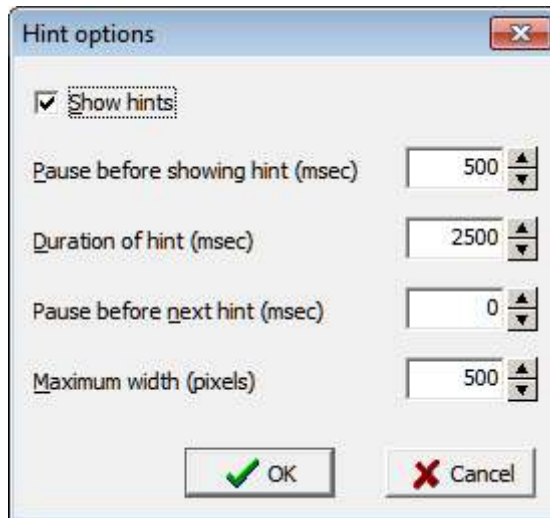 Hint options
Show hints
Pause before showing hint (msec) 500
Duration of hint (msec) 2500
Pause before next hint (msec) 0
Maximum width (pixels) 500
OK Cancel